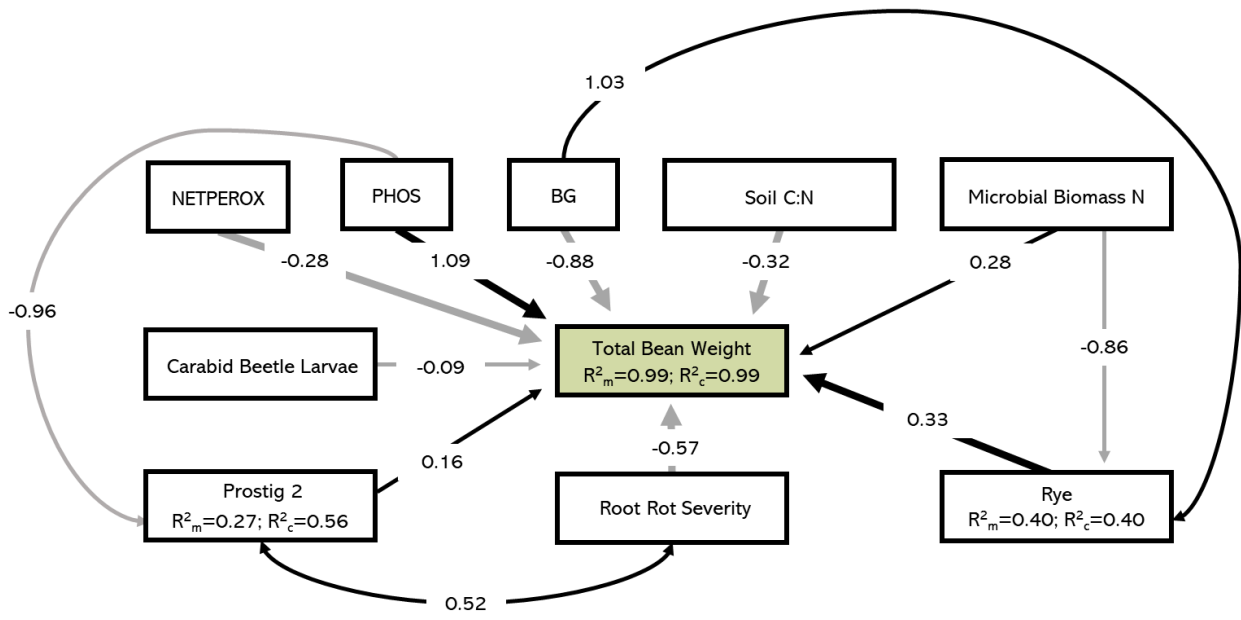 1.03
NETPEROX
PHOS
BG
Soil C:N
Microbial Biomass N
-0.28
1.09
-0.88
-0.32
0.28
-0.96
-0.86
Carabid Beetle Larvae
-0.09
Total Bean Weight
R²ₘ=0.99; R²c=0.99
0.33
0.16
-0.57
Prostig 2
R²ₘ=0.27; R²c=0.56
Root Rot Severity
Rye
R²ₘ=0.40; R²c=0.40
0.52